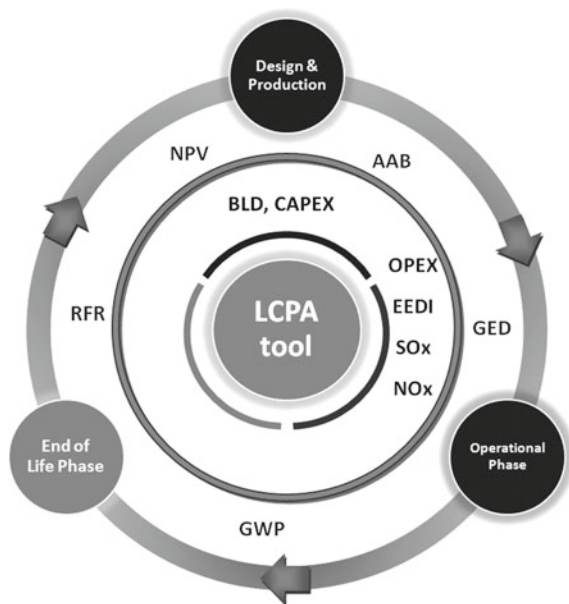 Design &
Production
NPV
AAB
BLD, CAPEX
OPEX
LCPA
tool
EEDI
RFR
GED
SOx
NOx
End of
Life Phase
Operational
Phase
GWP